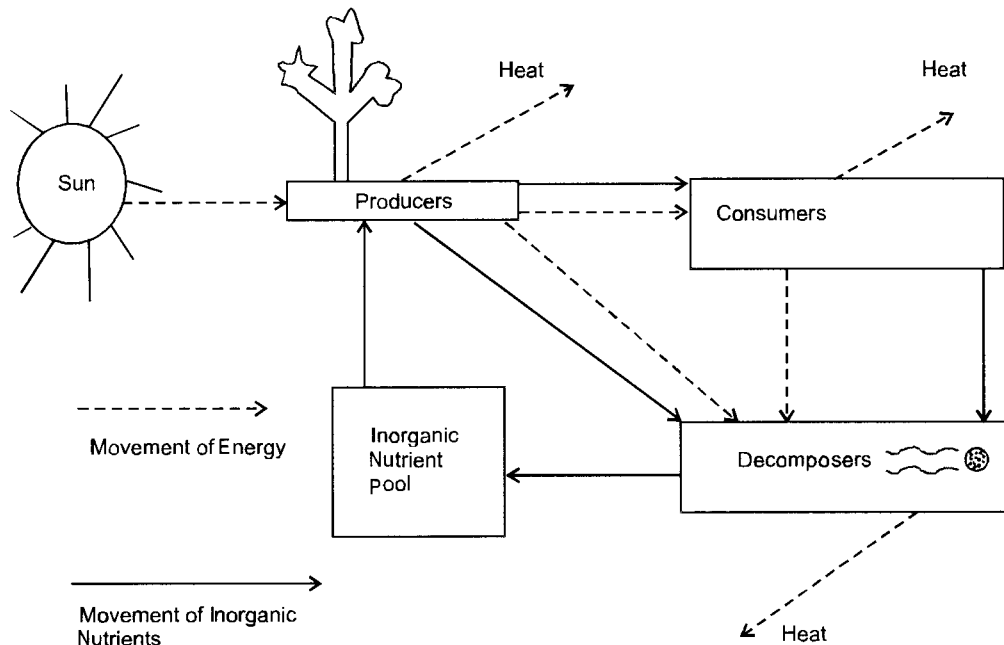 Heat
Heat
Sun
Producers
Consumers
Movement of Energy
Inorganic
Nutrient
Pool
Decomposers
Movement of Inorganic
Nutrients
Heat